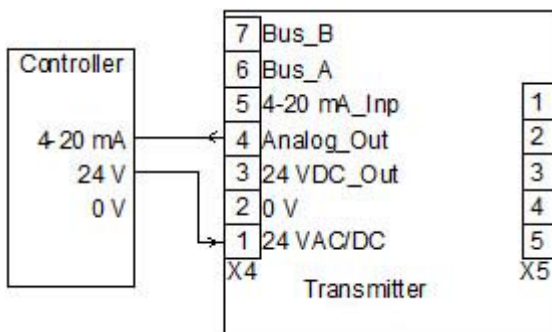 Controller
4-20 mA
24 V
0 V
7 Bus_B
6 Bus_A
5 4-20 mA_Inp
4 Analog_Out
3 24 VDC_Out
2 0 V
1 24 VAC/DC
X4
Transmitter
1
2
3
4
5
X5